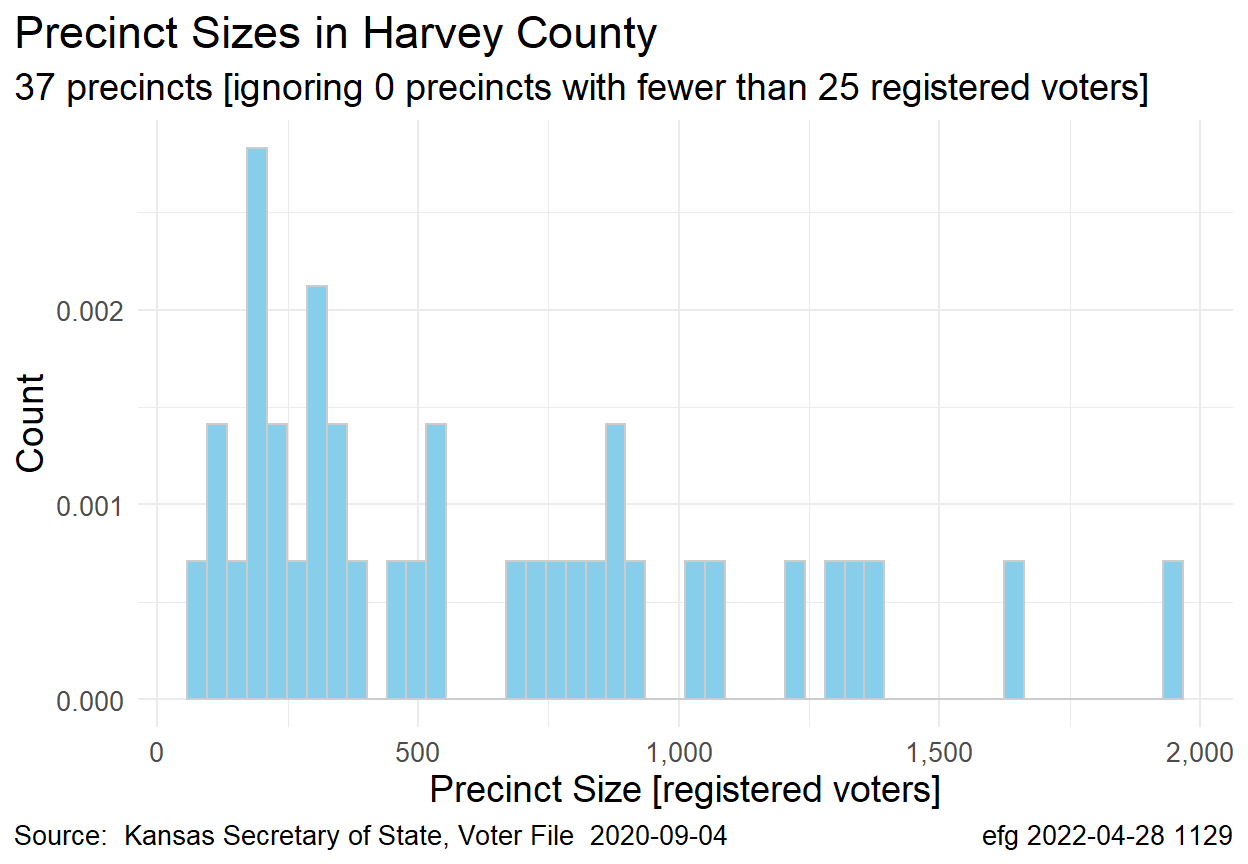 Precinct Sizes in Harvey County
37 precincts [ignoring 0 precincts with fewer than 25 registered voters]
Count
0.002
0.001
0.000
0 500 1,000 1,500 2,000
Precinct Size [registered voters]
Source:  Kansas Secretary of State, Voter File  2020-09-04 efg 2022-04-28 1129